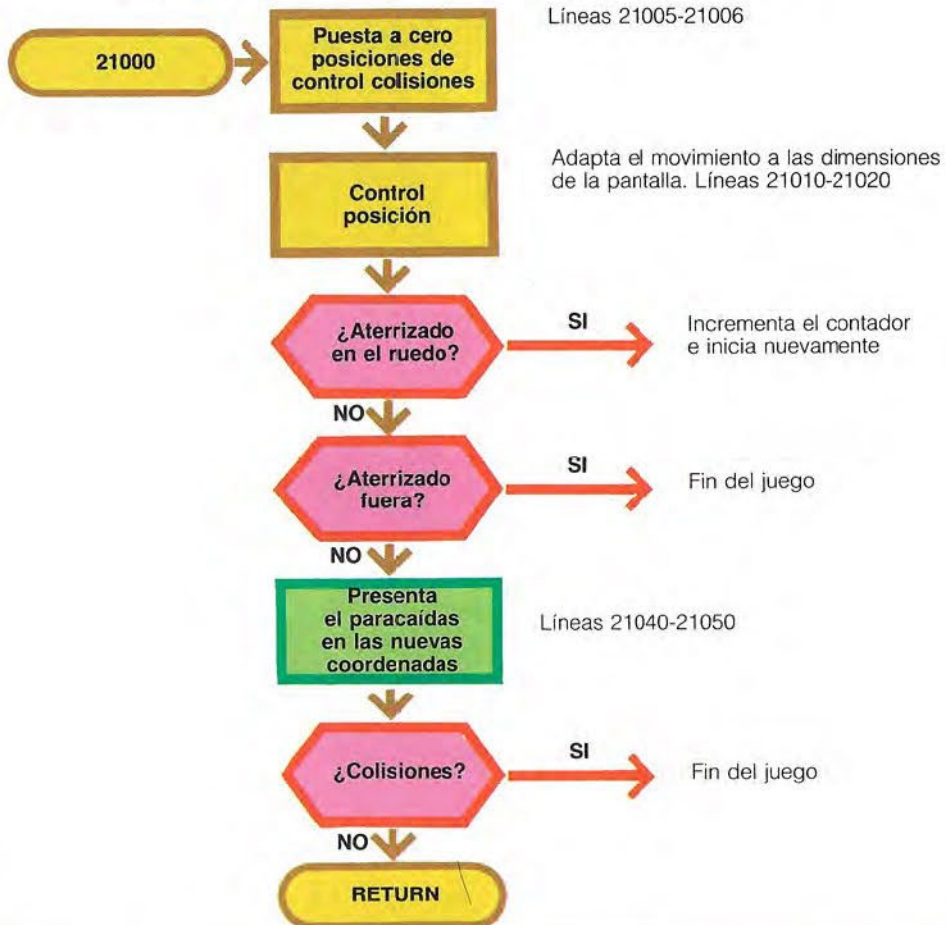 21000
Puesta a cero
posiciones de
control colisiones
Líneas 21005-21006
Control
posición
Adapta el movimiento a las dimensiones
de la pantalla. Líneas 21010-21020
¿Aterrizado
en el ruedo?
SI
Incrementa el contador
e inicia nuevamente
NO
¿Aterrizado
fuera?
SI
Fin del juego
NO
Presenta
el paracaídas
en las nuevas
coordenadas
Líneas 21040-21050
¿Colisiones?
SI
Fin del juego
NO
RETURN